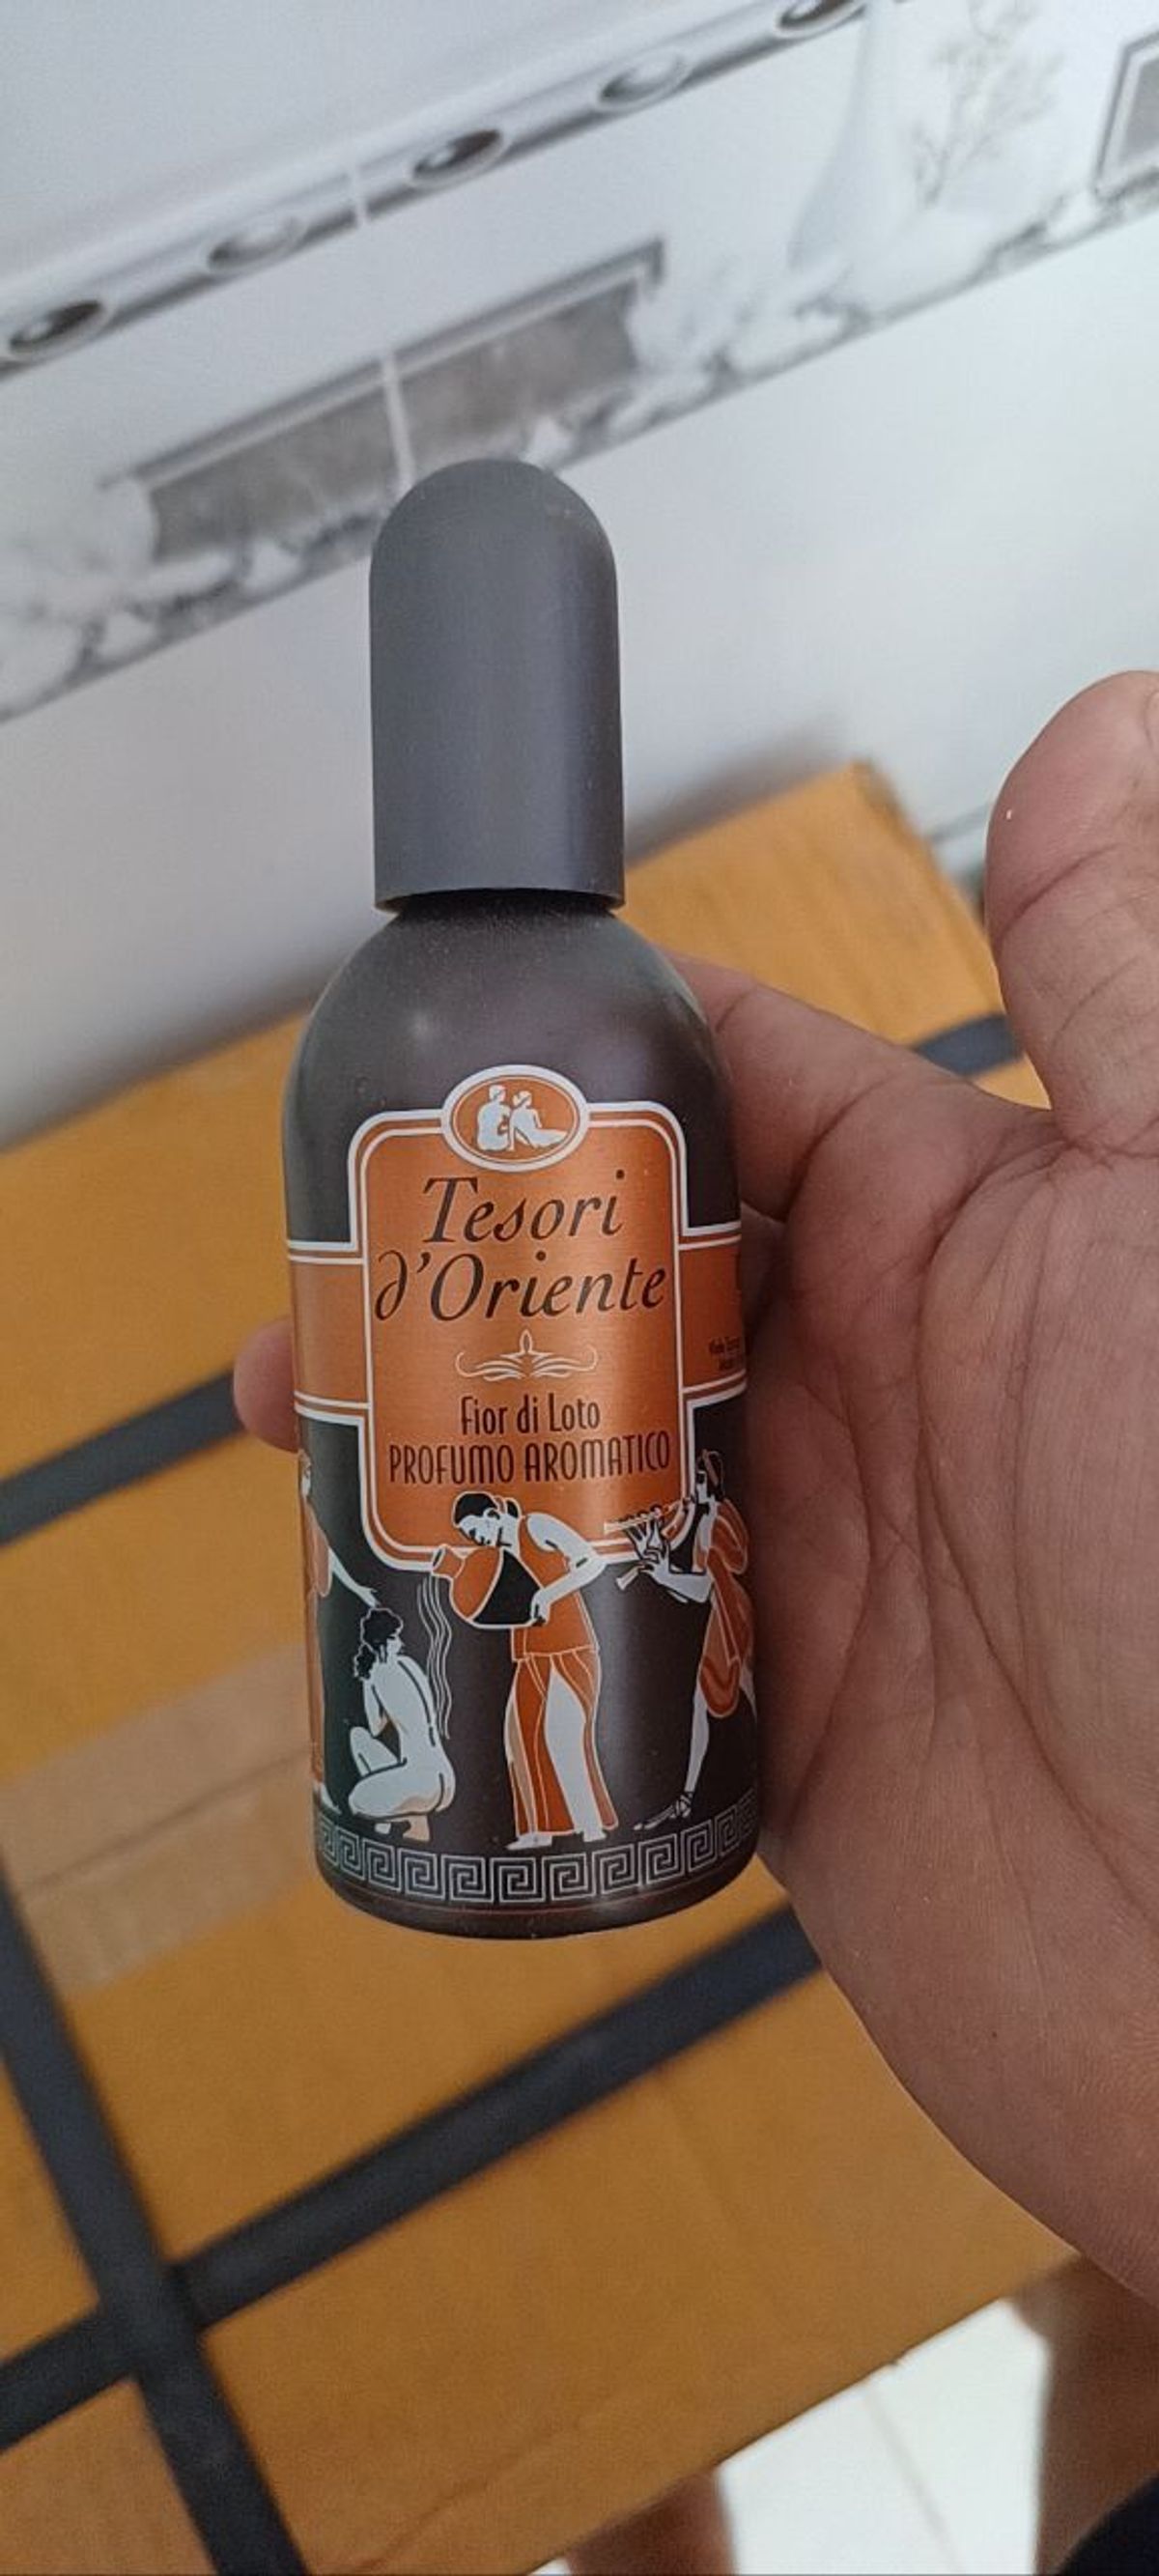 Tesori
d'Oriente
Fior di Loto
PROFUMO AROMATICO